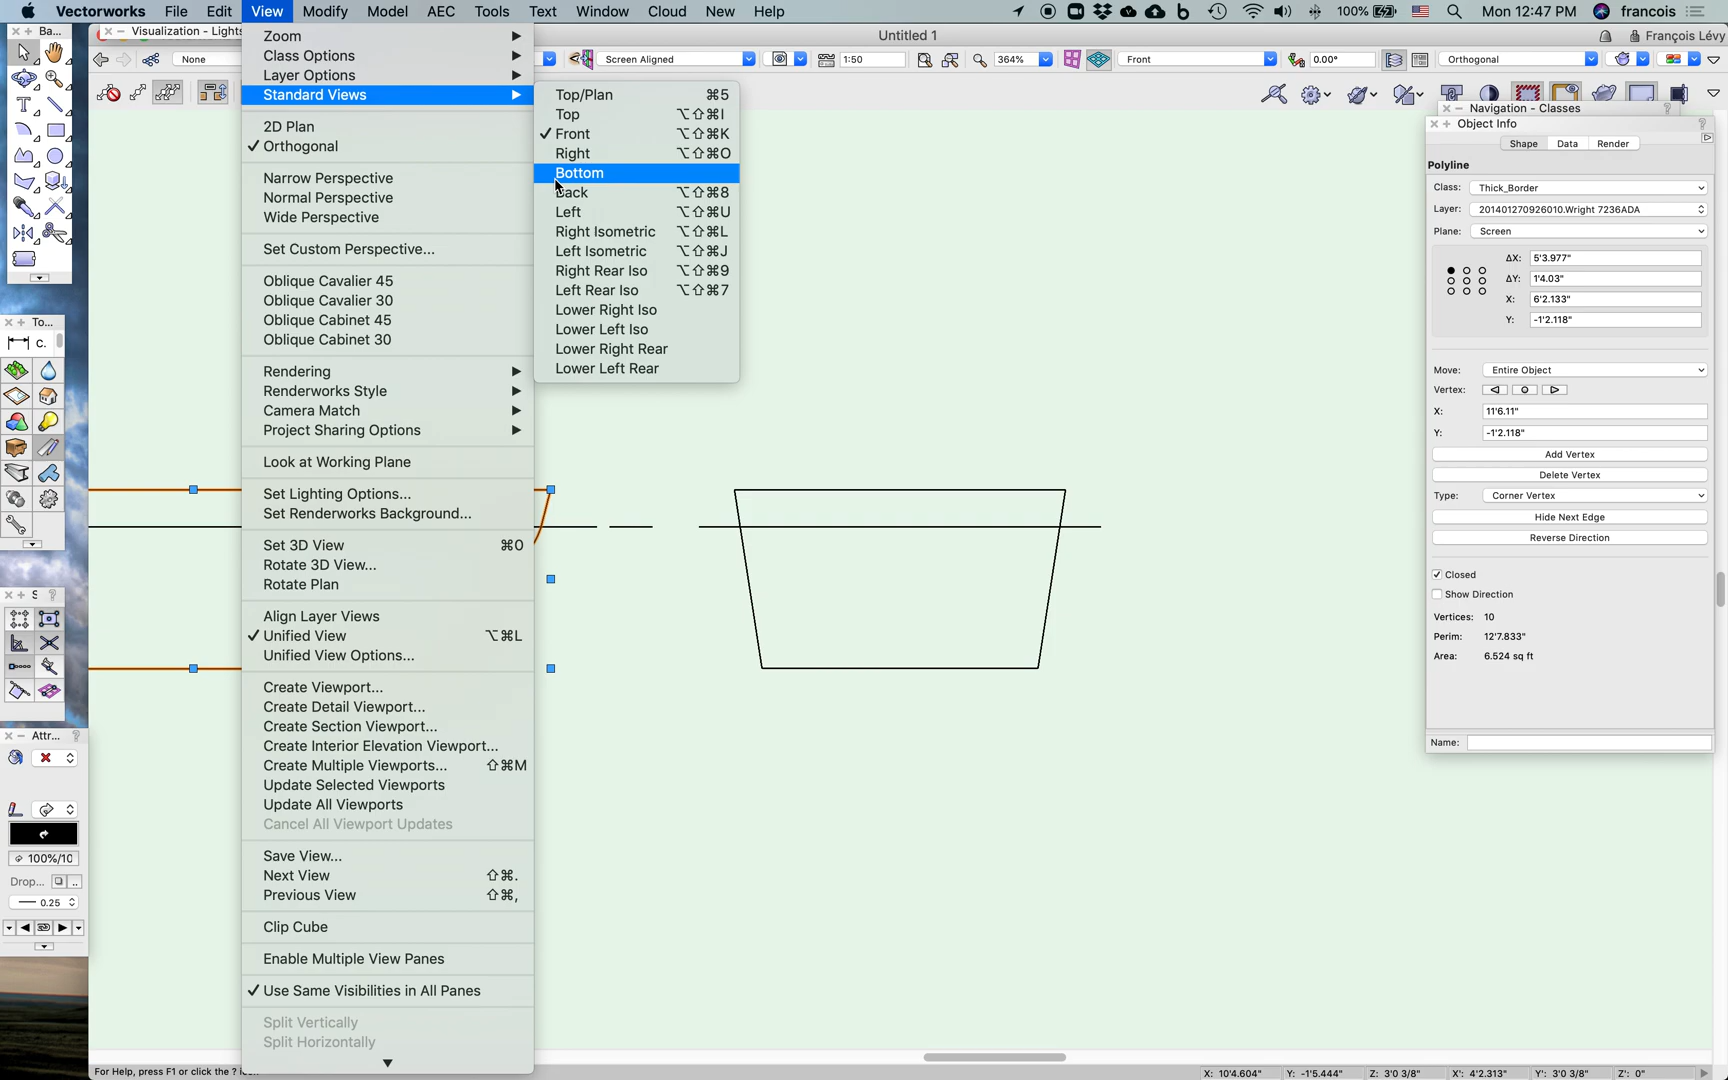 Vectorworks File Edit View Modify Model AEC Tools Text Window Cloud New Help 100% Mon 12:47 PM francois
Ba...
Visualization - Lights
Untitled 1
François Lévy
None
Screen Aligned
1:50
364%
Front
0.00°
Orthogonal
Zoom
Class Options
Layer Options
Standard Views
2D Plan
✓ Orthogonal
Narrow Perspective
Normal Perspective
Wide Perspective
Set Custom Perspective...
Oblique Cavalier 45
Oblique Cavalier 30
Oblique Cabinet 45
Oblique Cabinet 30
Rendering
Renderworks Style
Camera Match
Project Sharing Options
Look at Working Plane
Set Lighting Options...
Set Renderworks Background...
Set 3D View ⌘0
Rotate 3D View...
Rotate Plan
Align Layer Views
✓ Unified View ⌥⌘L
Unified View Options...
Create Viewport...
Create Detail Viewport...
Create Section Viewport...
Create Interior Elevation Viewport...
Create Multiple Viewports... ⇧⌘M
Update Selected Viewports
Update All Viewports
Cancel All Viewport Updates
Save View...
Next View ⇧⌘.
Previous View ⇧⌘,
Clip Cube
Enable Multiple View Panes
✓ Use Same Visibilities in All Panes
Split Vertically
Split Horizontally
Top/Plan ⌘5
Top ⌥⇧⌘I
✓ Front ⌥⇧⌘K
Right ⌥⇧⌘O
Bottom
Back ⌥⇧⌘8
Left ⌥⇧⌘U
Right Isometric ⌥⇧⌘L
Left Isometric ⌥⇧⌘J
Right Rear Iso ⌥⇧⌘9
Left Rear Iso ⌥⇧⌘7
Lower Right Iso
Lower Left Iso
Lower Right Rear
Lower Left Rear
To...
C.
S ?
Attr... ?
100%/10
Drop...
0.25
Navigation - Classes ?
Object Info ?
Shape Data Render
Polyline
Class: Thick_Border
Layer: 201401270926010.Wright 7236ADA
Plane: Screen
ΔX: 5'3.977"
ΔY: 1'4.03"
X: 6'2.133"
Y: -1'2.118"
Move: Entire Object
Vertex:
X: 11'6.11"
Y: -1'2.118"
Add Vertex
Delete Vertex
Type: Corner Vertex
Hide Next Edge
Reverse Direction
Closed
Show Direction
Vertices: 10
Perim: 12'7.833"
Area: 6.524 sq ft
Name:
For Help, press F1 or click the ? 
X: 10'4.604" Y: -1'5.444" Z: 3'0 3/8" X': 4'2.313" Y': 3'0 3/8" Z': 0"